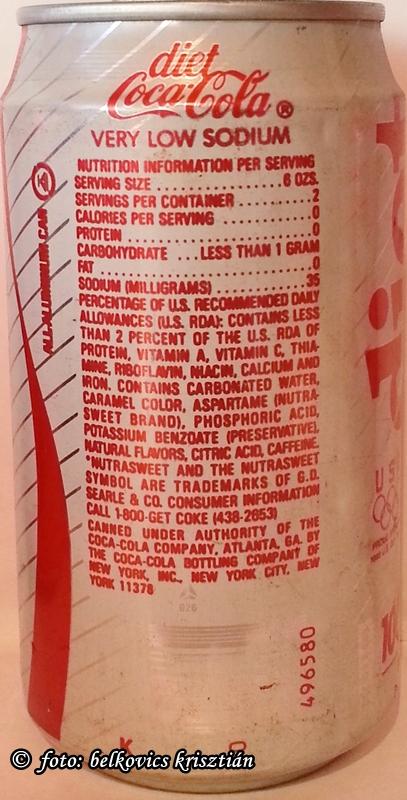 diet
Coca-Cola ®
VERY LOW SODIUM
NUTRITION INFORMATION PER SERVING
SERVING SIZE ......................6 OZS.
SERVINGS PER CONTAINER ............2
CALORIES PER SERVING ..............0
PROTEIN ...........................0
CARBOHYDRATE ...LESS THAN 1 GRAM
FAT ...............................0
SODIUM (MILLIGRAMS) ..............35
PERCENTAGE OF U.S. RECOMMENDED DAILY
ALLOWANCES (U.S. RDA): CONTAINS LESS
THAN 2 PERCENT OF THE U.S. RDA OF
PROTEIN, VITAMIN A, VITAMIN C, THIA-
MINE, RIBOFLAVIN, NIACIN, CALCIUM AND
IRON. CONTAINS CARBONATED WATER,
CARAMEL COLOR, ASPARTAME (NUTRA-
SWEET BRAND), PHOSPHORIC ACID,
POTASSIUM BENZOATE (PRESERVATIVE),
NATURAL FLAVORS, CITRIC ACID, CAFFEINE.
"NUTRASWEET AND THE NUTRASWEET
SYMBOL ARE TRADEMARKS OF G.D.
SEARLE & CO. CONSUMER INFORMATION
CALL 1-800-GET COKE (438-2653)
CANNED UNDER AUTHORITY OF THE
COCA-COLA COMPANY, ATLANTA, GA. BY
THE COCA-COLA BOTTLING COMPANY OF
NEW YORK, INC., NEW YORK CITY, NEW
YORK 11378
ALL-ALUMINUM CAN
K
026
496580
K D
di
US
10
© foto: belkovics krisztián